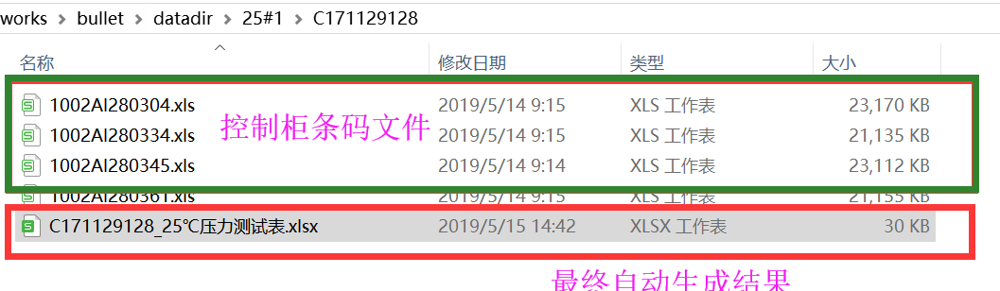 works > bullet > datadir > 25#1 > C171129128
名称 修改日期 类型 大小
1002AI280304.xls 2019/5/14 9:15 XLS 工作表 23,170 KB
控制柜条码文件
1002AI280334.xls 2019/5/14 9:15 XLS 工作表 21,135 KB
1002AI280345.xls 2019/5/14 9:14 XLS 工作表 23,112 KB
1002AI280361.xls 2019/5/14 9:15 XLS 工作表 21,155 KB
C171129128_25℃压力测试表.xlsx 2019/5/15 14:42 XLSX 工作表 30 KB
最终自动生成结果